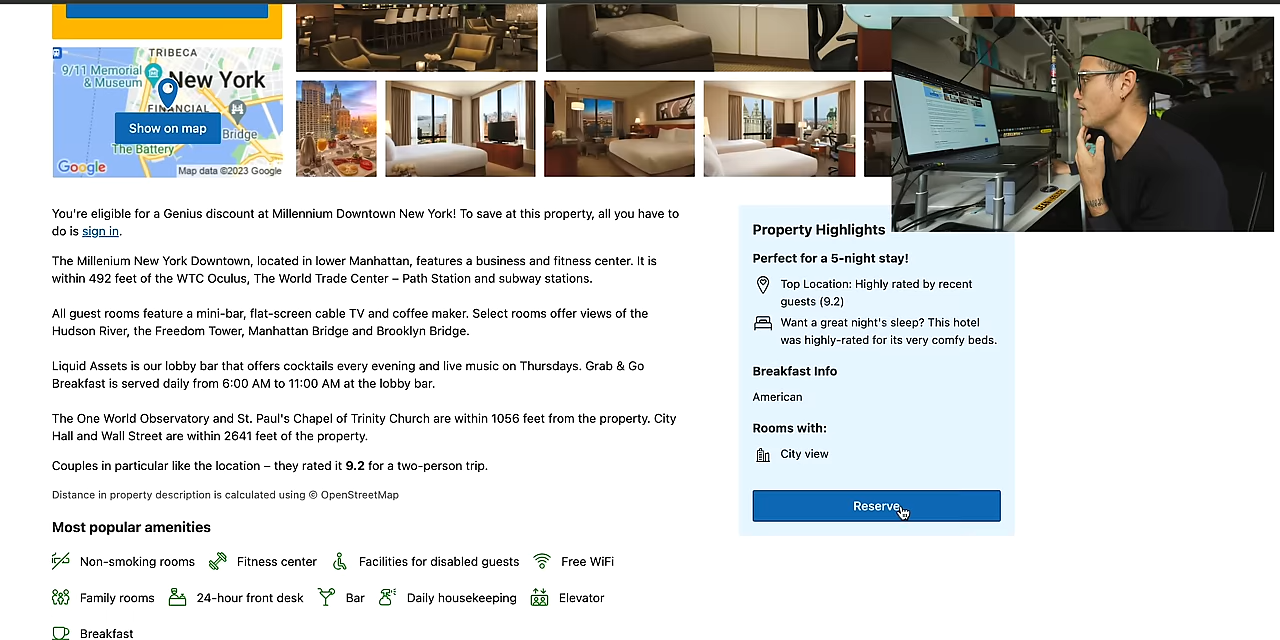 TRIBECA
9/11 Memorial
& Museum
New York
FINANCIAL
Show on map
Bridge
The Battery
Google
Map data ©2023 Google
You're eligible for a Genius discount at Millennium Downtown New York! To save at this property, all you have to
do is sign in.
The Millenium New York Downtown, located in lower Manhattan, features a business and fitness center. It is
within 492 feet of the WTC Oculus, The World Trade Center – Path Station and subway stations.
All guest rooms feature a mini-bar, flat-screen cable TV and coffee maker. Select rooms offer views of the
Hudson River, the Freedom Tower, Manhattan Bridge and Brooklyn Bridge.
Liquid Assets is our lobby bar that offers cocktails every evening and live music on Thursdays. Grab & Go
Breakfast is served daily from 6:00 AM to 11:00 AM at the lobby bar.
The One World Observatory and St. Paul's Chapel of Trinity Church are within 1056 feet from the property. City
Hall and Wall Street are within 2641 feet of the property.
Couples in particular like the location – they rated it 9.2 for a two-person trip.
Distance in property description is calculated using © OpenStreetMap
Most popular amenities
Non-smoking rooms Fitness center Facilities for disabled guests Free WiFi
Family rooms 24-hour front desk Bar Daily housekeeping Elevator
Breakfast
Property Highlights
Perfect for a 5-night stay!
Top Location: Highly rated by recent
guests (9.2)
Want a great night's sleep? This hotel
was highly-rated for its very comfy beds.
Breakfast Info
American
Rooms with:
City view
Reserve